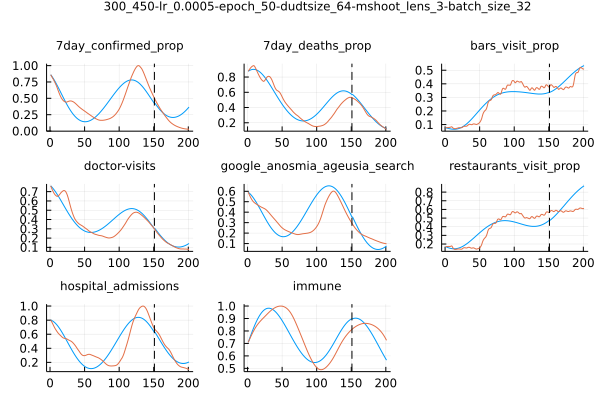 300_450-lr_0.0005-epoch_50-dudtsize_64-mshoot_lens_3-batch_size_32
7day_confirmed_prop
7day_deaths_prop
bars_visit_prop
1.00
0.75
0.50
0.25
0.00
0 50 100 150 200
0.8
0.6
0.4
0.2
0 50 100 150 200
0.5
0.4
0.3
0.2
0.1
0 50 100 150 200
doctor-visits
google_anosmia_ageusia_search
restaurants_visit_prop
0.7
0.6
0.5
0.4
0.3
0.2
0.1
0 50 100 150 200
0.6
0.5
0.4
0.3
0.2
0.1
0 50 100 150 200
0.8
0.7
0.6
0.5
0.4
0.3
0.2
0 50 100 150 200
hospital_admissions
immune
1.0
0.8
0.6
0.4
0.2
0 50 100 150 200
1.0
0.9
0.8
0.7
0.6
0.5
0 50 100 150 200